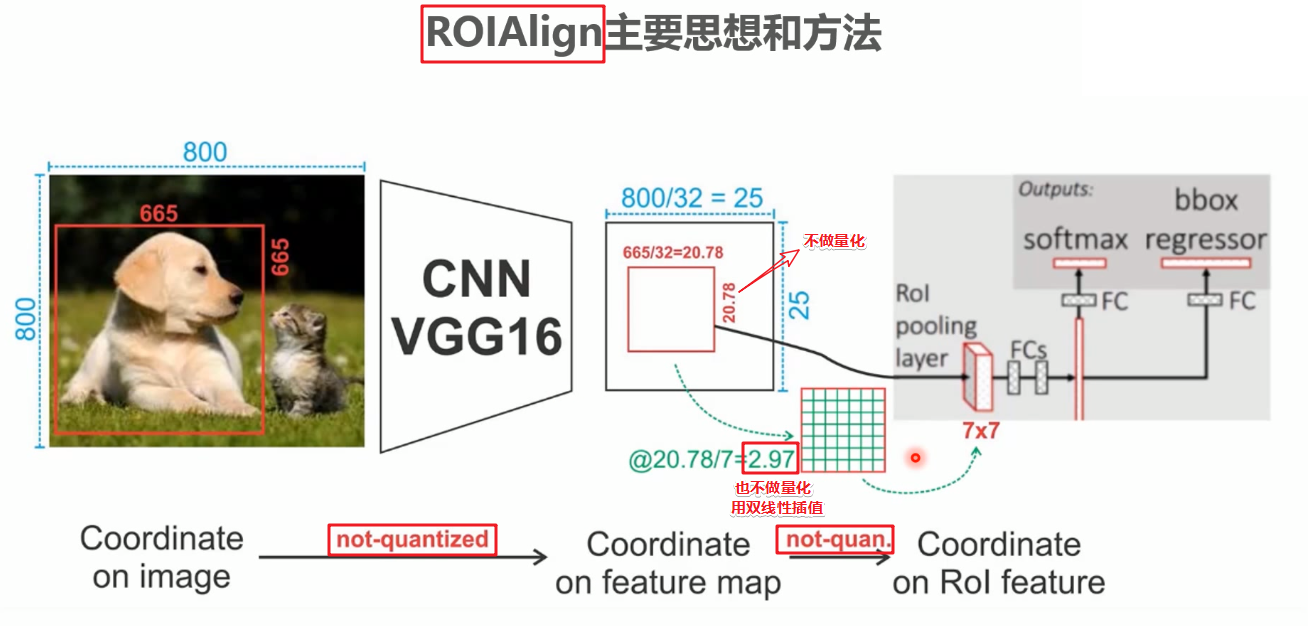 ROIAlign主要思想和方法
800
800
665
665
CNN
VGG16
800/32 = 25
25
665/32=20.78
20.78
不做量化
@20.78/7=2.97
也不做量化
用双线性插值
Outputs:
bbox
softmax regressor
FC
FC
RoI
pooling
layer
FCs
7x7
Coordinate
on image
not-quantized
Coordinate
on feature map
not-quan.
Coordinate
on RoI feature